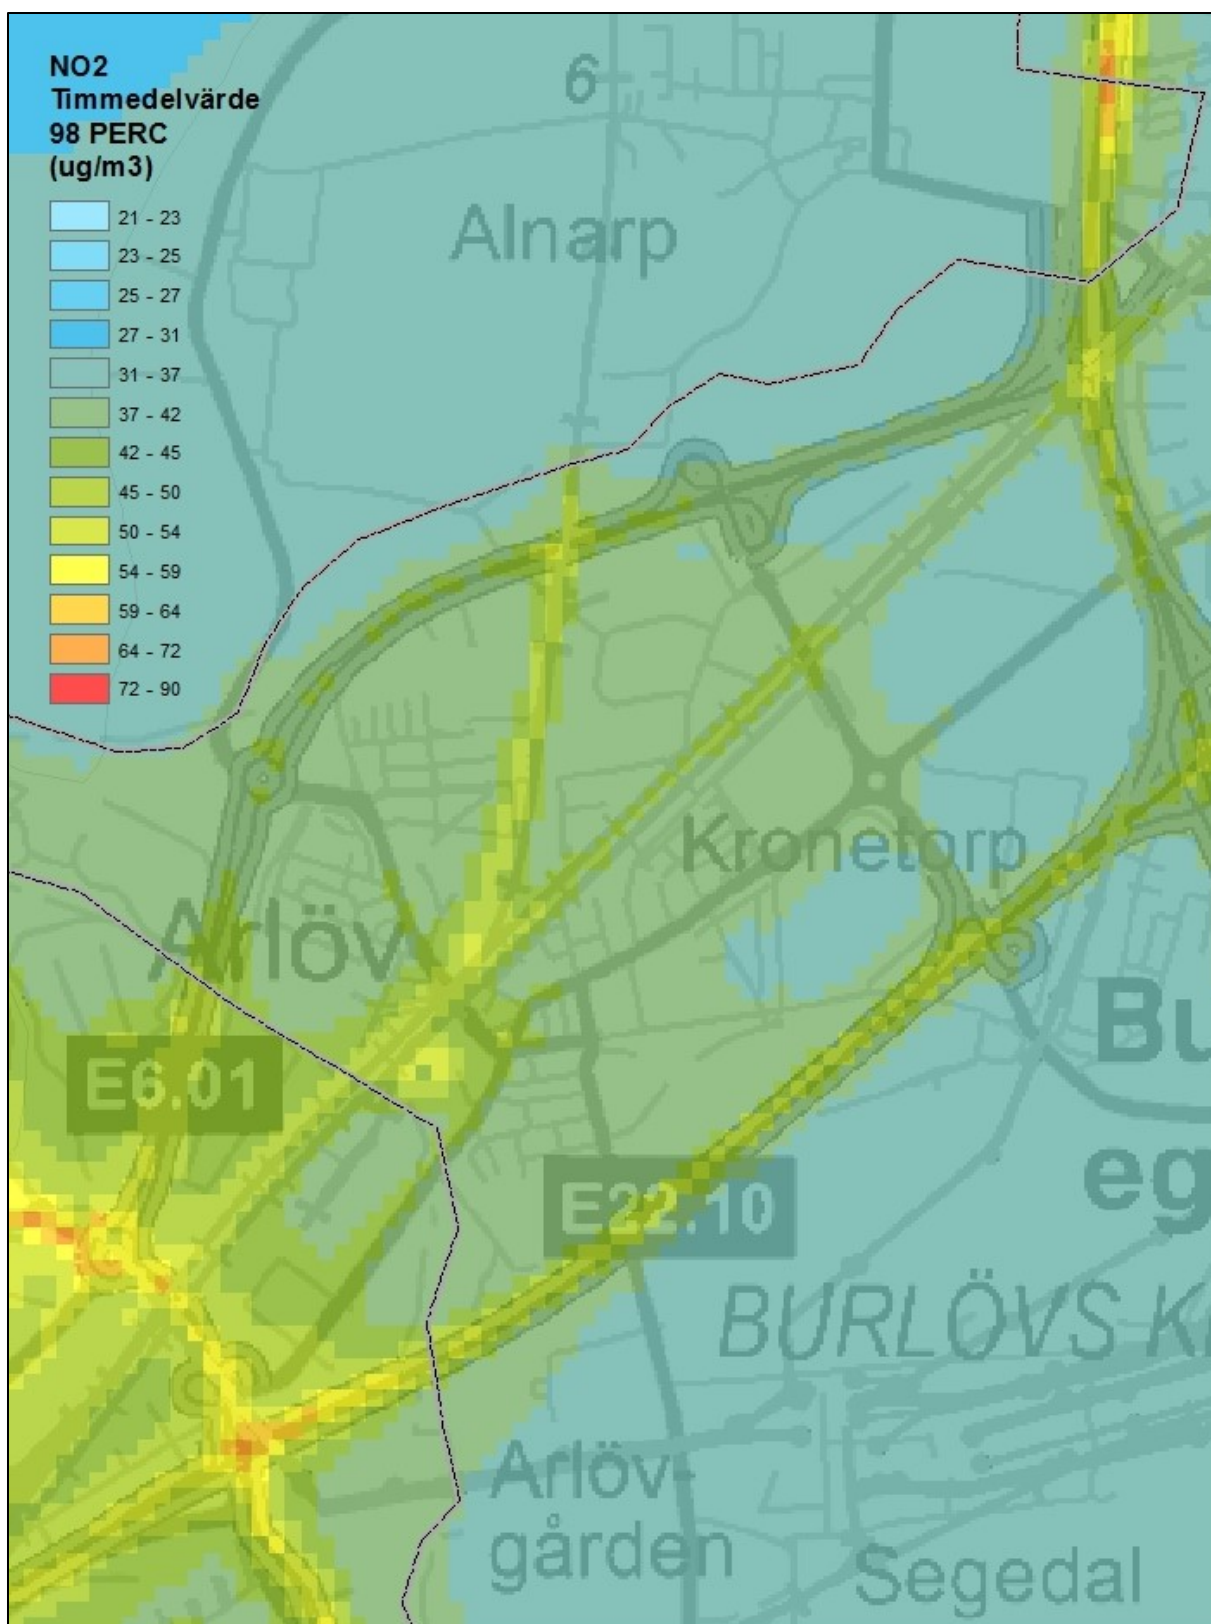 NO2
Timmedelvärde
98 PERC
(ug/m3)
21 - 23
23 - 25
25 - 27
27 - 31
31 - 37
37 - 42
42 - 45
45 - 50
50 - 54
54 - 59
59 - 64
64 - 72
72 - 90
6
Alnarp
Kronetorp
Arlöv
Bu
E6.01
eg
E22.10
BURLÖVS K
Arlöv-
gården
Segedal